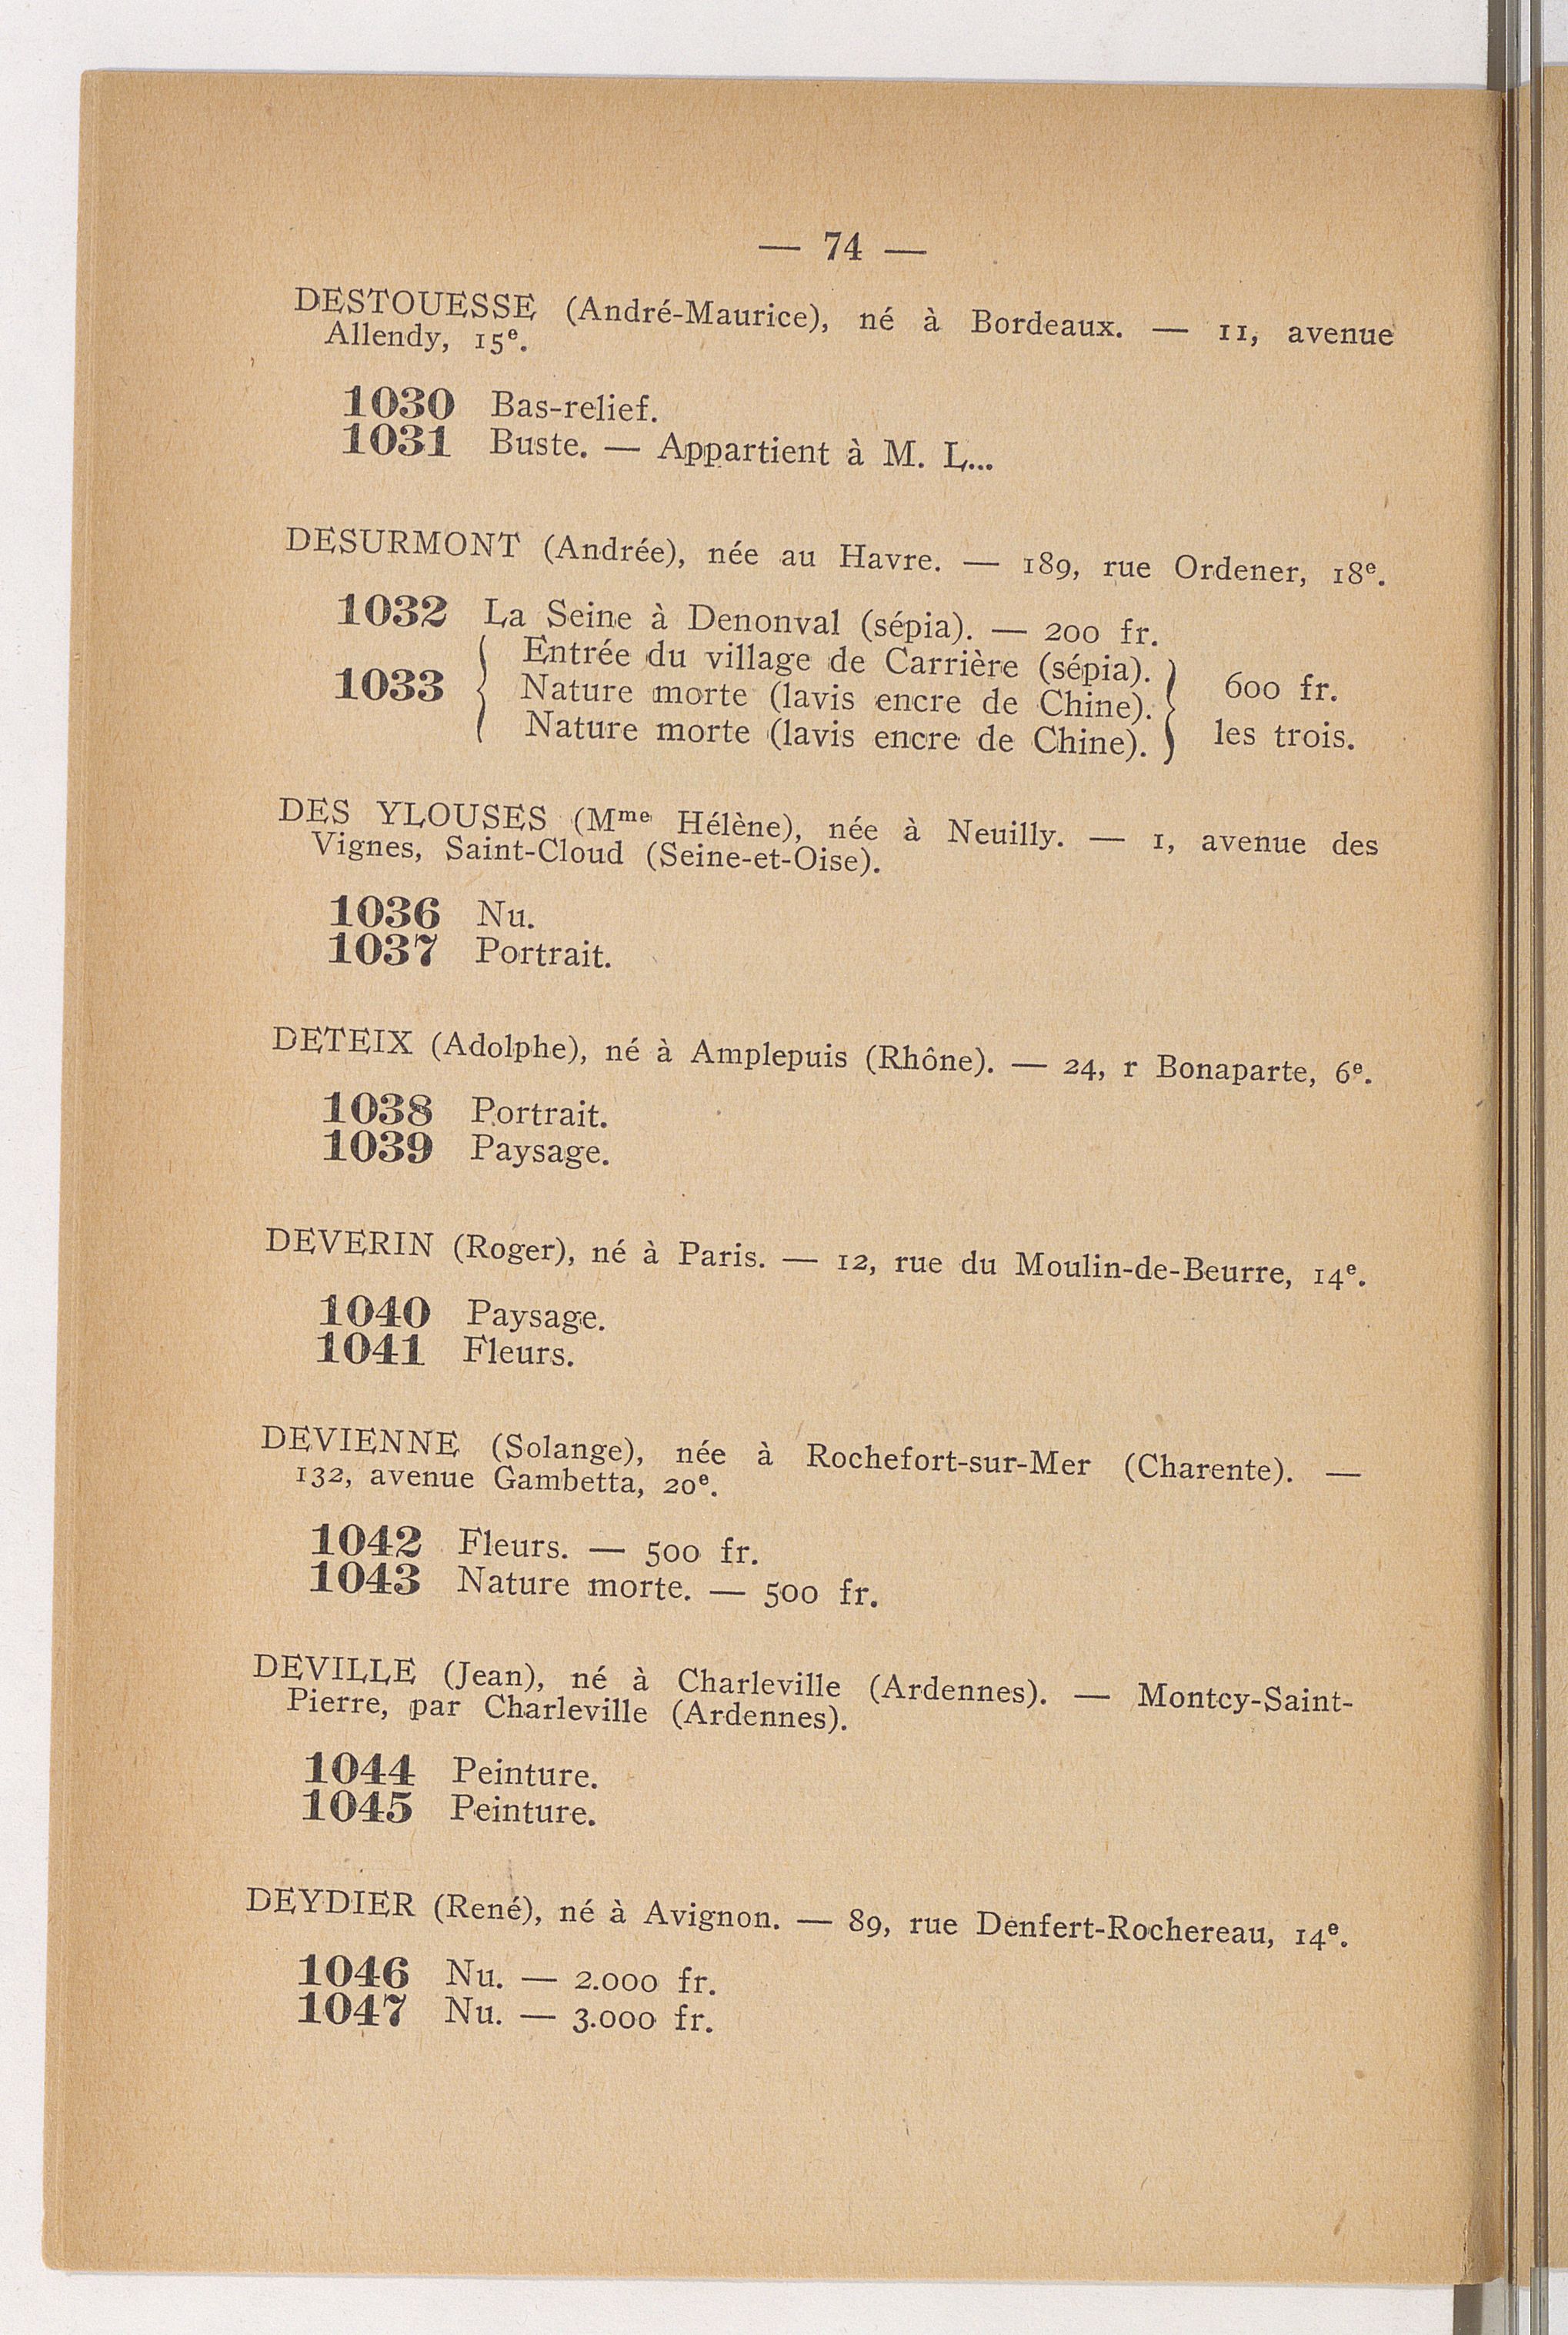 — 74 —
DESTOUESSE (André-Maurice), né à Bordeaux. — 11, avenue
Allendy, 15e.
1030 Bas-relief.
1031 Buste. — Appartient à M. L...
DESURMONT (Andrée), née au Havre. — 189, rue Ordener, 18e.
1032 La Seine à Denonval (sépia). — 200 fr.
1033 { Entrée du village de Carrière (sépia).
Nature morte (lavis encre de Chine).
Nature morte (lavis encre de Chine). } 600 fr.
les trois.
DES YLOUSES (Mme Hélène), née à Neuilly. — 1, avenue des
Vignes, Saint-Cloud (Seine-et-Oise).
1036 Nu.
1037 Portrait.
DETEIX (Adolphe), né à Amplepuis (Rhône). — 24, r Bonaparte, 6e.
1038 Portrait.
1039 Paysage.
DEVERIN (Roger), né à Paris. — 12, rue du Moulin-de-Beurre, 14e.
1040 Paysage.
1041 Fleurs.
DEVIENNE (Solange), née à Rochefort-sur-Mer (Charente). —
132, avenue Gambetta, 20e.
1042 Fleurs. — 500 fr.
1043 Nature morte. — 500 fr.
DEVILLE (Jean), né à Charleville (Ardennes). — Montcy-Saint-
Pierre, par Charleville (Ardennes).
1044 Peinture.
1045 Peinture.
DEYDIER (René), né à Avignon. — 89, rue Denfert-Rochereau, 14e.
1046 Nu. — 2.000 fr.
1047 Nu. — 3.000 fr.